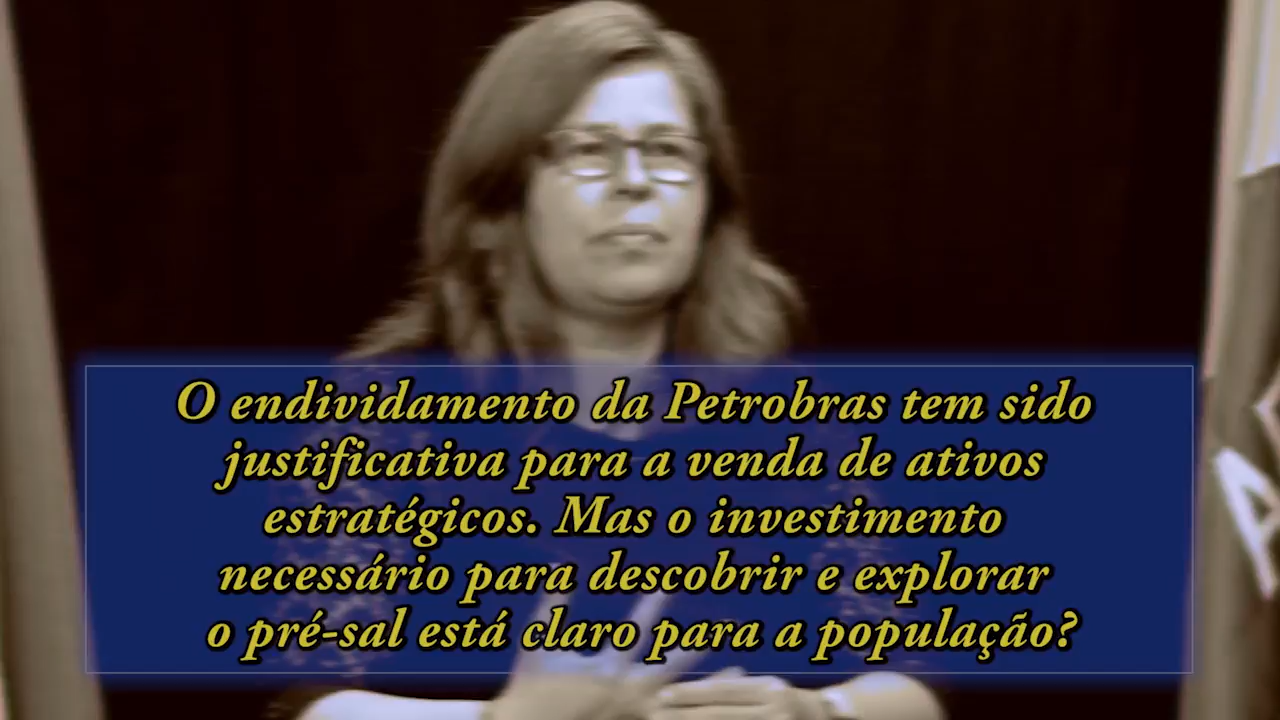 O endividamento da Petrobras tem sido
justificativa para a venda de ativos
estratégicos. Mas o investimento
necessário para descobrir e explorar
o pré-sal está claro para a população?
A